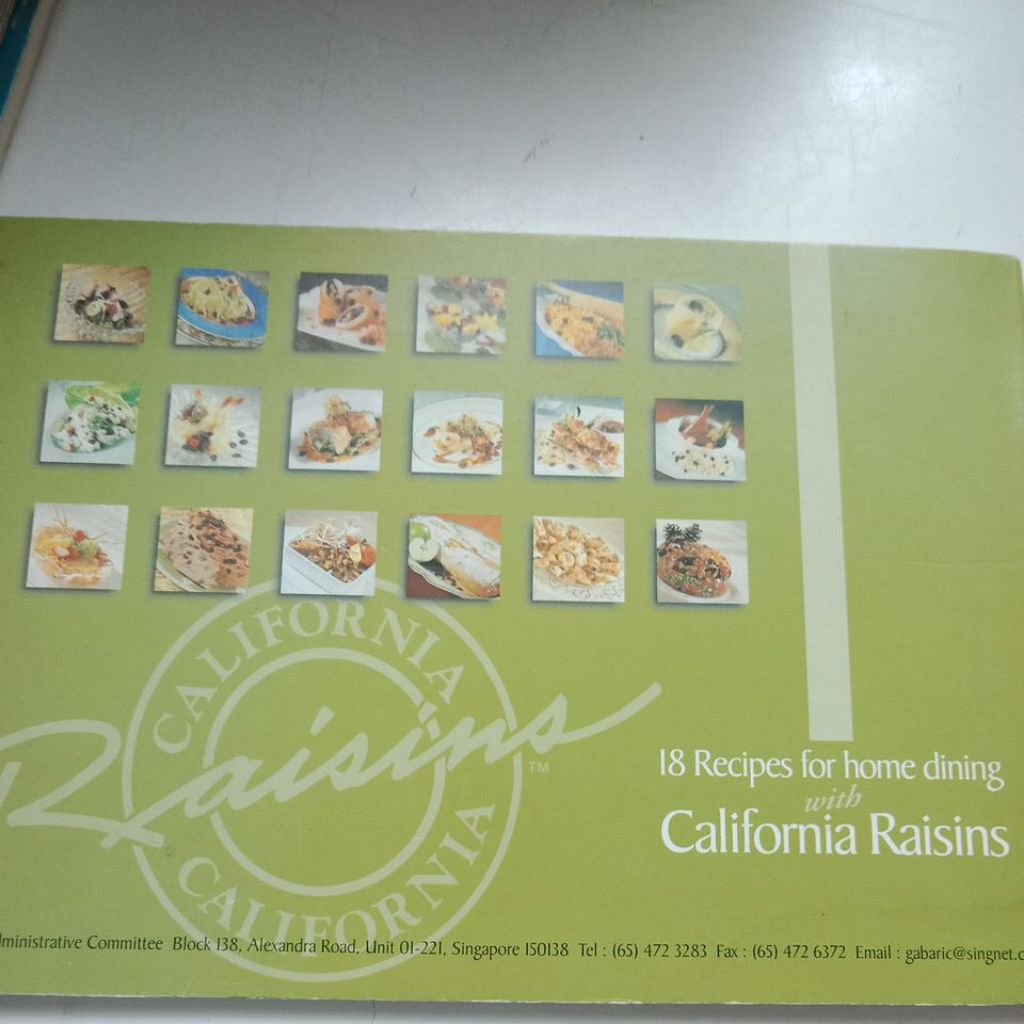 CALIFORNIA
Raisins TM
CALIFORNIA
18 Recipes for home dining
with
California Raisins
ministrative Committee Block 138, Alexandra Road, Unit 01-221, Singapore 150138 Tel : (65) 472 3283 Fax : (65) 472 6372 Email : gabaric@singnet.c